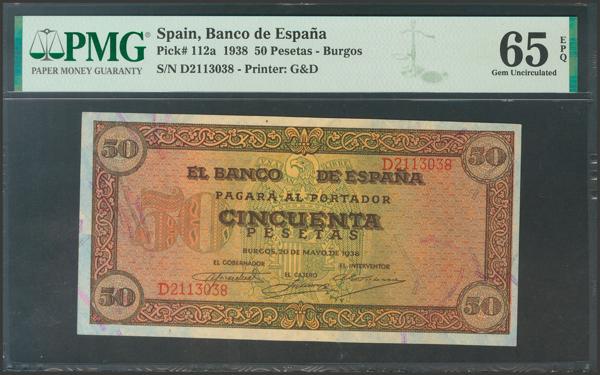 PMG
PAPER MONEY GUARANTY
Spain, Banco de España
Pick# 112a 1938 50 Pesetas - Burgos
S/N D2113038 - Printer: G&D
65 EPQ
Gem Uncirculated
50
50
D2113038
EL BANCO DE ESPAÑA
PAGARÁ AL PORTADOR
CINCUENTA
PESETAS
BURGOS, 20 DE MAYO DE 1938
EL GOBERNADOR
EL CAJERO
EL INTERVENTOR
D2113038
50
50